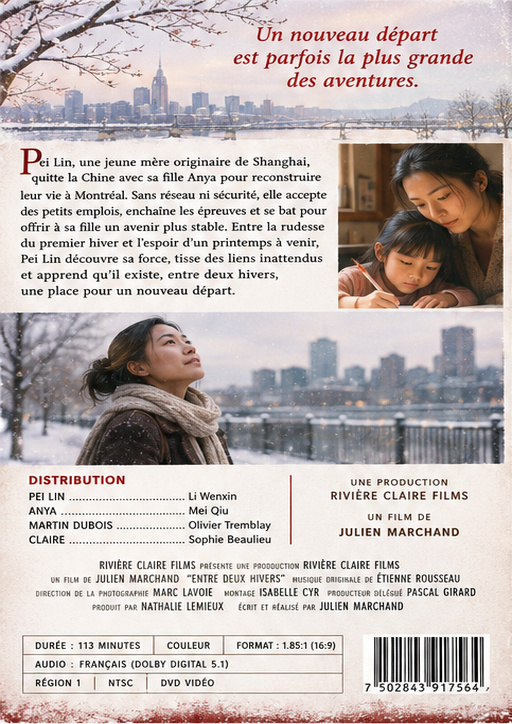 Un nouveau départ
est parfois la plus grande
des aventures.
Pei Lin, une jeune mère originaire de Shanghai,
quitte la Chine avec sa fille Anya pour reconstruire
leur vie à Montréal. Sans réseau ni sécurité, elle accepte
des petits emplois, enchaîne les épreuves et se bat pour
offrir à sa fille un avenir plus stable. Entre la rudesse
du premier hiver et l'espoir d'un printemps à venir,
Pei Lin découvre sa force, tisse des liens inattendus
et apprend qu'il existe, entre deux hivers,
une place pour un nouveau départ.
DISTRIBUTION
PEI LIN .................................. Li Wenxin
ANYA .................................... Mei Qiu
MARTIN DUBOIS .................... Olivier Tremblay
CLAIRE .................................. Sophie Beaulieu
UNE PRODUCTION
RIVIÈRE CLAIRE FILMS
UN FILM DE
JULIEN MARCHAND
RIVIÈRE CLAIRE FILMS PRÉSENTE UNE PRODUCTION RIVIÈRE CLAIRE FILMS
UN FILM DE JULIEN MARCHAND "ENTRE DEUX HIVERS" MUSIQUE ORIGINALE DE ÉTIENNE ROUSSEAU
DIRECTION DE LA PHOTOGRAPHIE MARC LAVOIE MONTAGE ISABELLE CYR PRODUCTEUR DÉLÉGUÉ PASCAL GIRARD
PRODUIT PAR NATHALIE LEMIEUX ÉCRIT ET RÉALISÉ PAR JULIEN MARCHAND
DURÉE : 113 MINUTES COULEUR FORMAT : 1.85:1 (16:9)
AUDIO : FRANÇAIS (DOLBY DIGITAL 5.1)
RÉGION 1 NTSC DVD VIDÉO
7 502843 917564